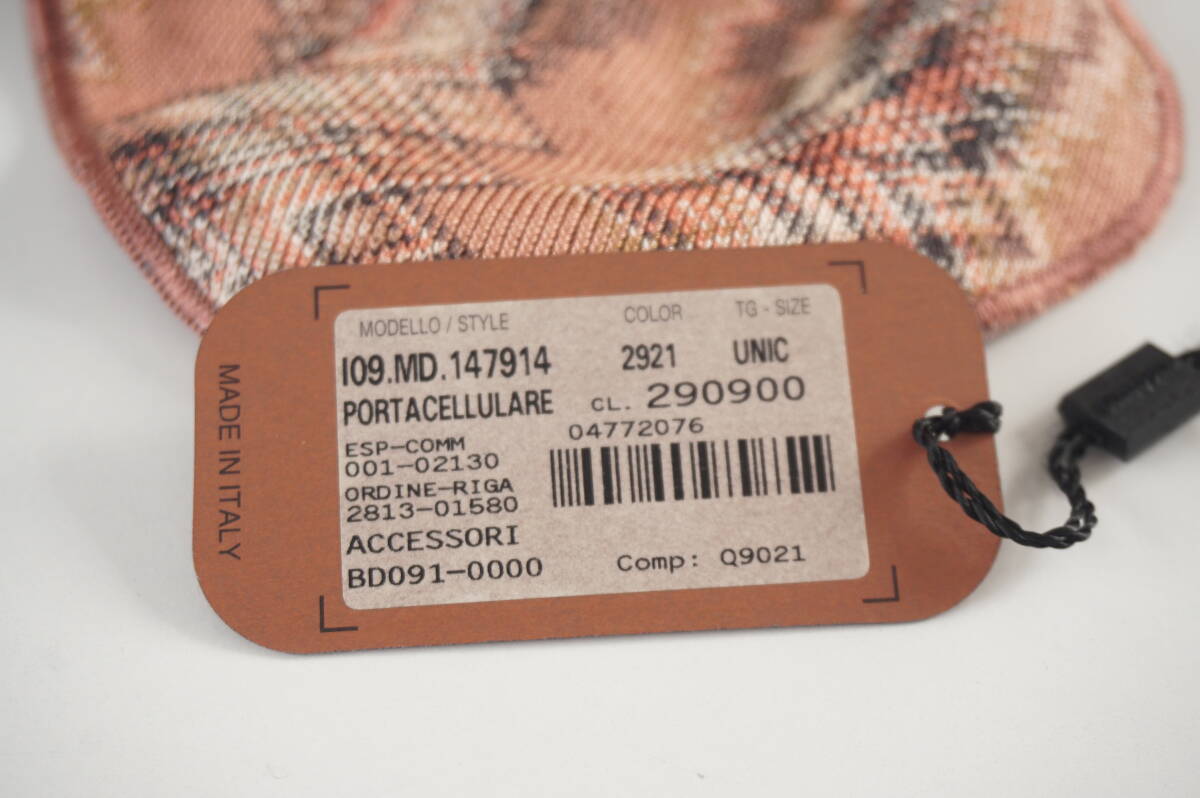 MADE IN ITALY
MODELLO / STYLE COLOR TG - SIZE
I09.MD.147914 2921 UNIC
PORTACELLULARE CL. 290900
ESP-COMM 04772076
001-02130
ORDINE-RIGA
2813-01580
ACCESSORI
BD091-0000 Comp: Q9021